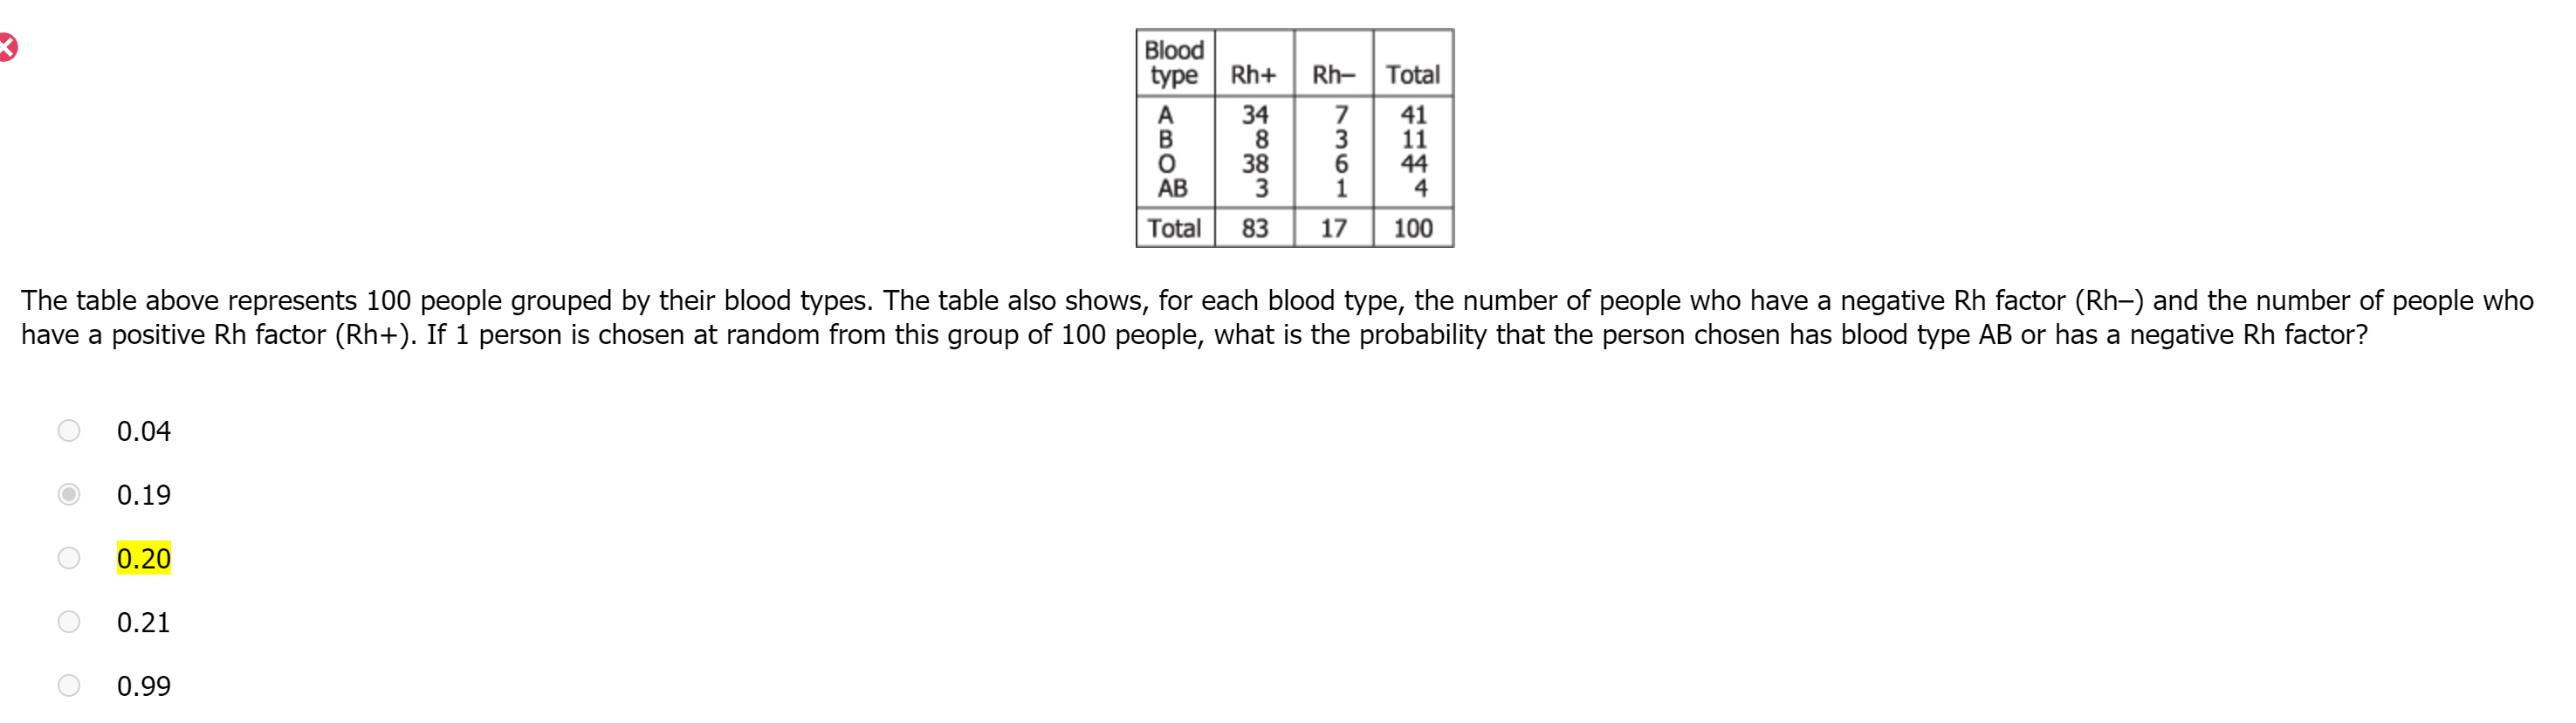 Blood
type Rh+ Rh– Total
A 34 7 41
B 8 3 11
O 38 6 44
AB 3 1 4
Total 83 17 100
The table above represents 100 people grouped by their blood types. The table also shows, for each blood type, the number of people who have a negative Rh factor (Rh–) and the number of people who
have a positive Rh factor (Rh+). If 1 person is chosen at random from this group of 100 people, what is the probability that the person chosen has blood type AB or has a negative Rh factor?
0.04
0.19
0.20
0.21
0.99